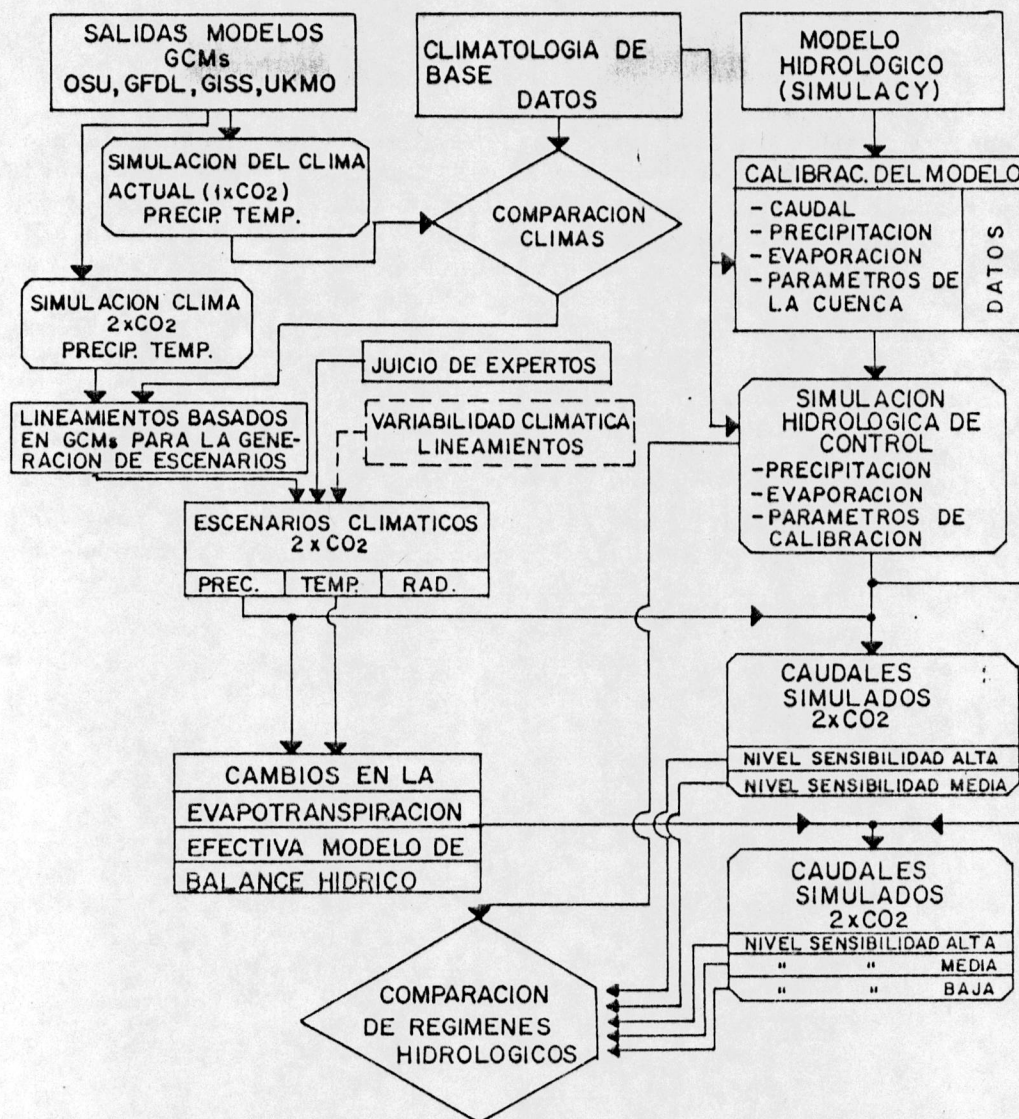 SALIDAS MODELOS
GCMs
OSU, GFDL, GISS, UKMO
CLIMATOLOGIA DE
BASE
DATOS
MODELO
HIDROLOGICO
(SIMULACY)
SIMULACION DEL CLIMA
ACTUAL (1xCO2)
PRECIP. TEMP.
COMPARACION
CLIMAS
CALIBRAC. DEL MODELO
- CAUDAL
- PRECIPITACION
- EVAPORACION
- PARAMETROS DE
LA CUENCA
DATOS
SIMULACION CLIMA
2xCO2
PRECIP. TEMP.
JUICIO DE EXPERTOS
LINEAMIENTOS BASADOS
EN GCMs PARA LA GENE-
RACION DE ESCENARIOS
VARIABILIDAD CLIMATICA
LINEAMIENTOS
SIMULACION
HIDROLOGICA DE
CONTROL
-PRECIPITACION
-EVAPORACION
-PARAMETROS DE
CALIBRACION
ESCENARIOS CLIMATICOS
2xCO2
PREC. TEMP. RAD.
CAUDALES
SIMULADOS
2xCO2
NIVEL SENSIBILIDAD ALTA
NIVEL SENSIBILIDAD MEDIA
CAMBIOS EN LA
EVAPOTRANSPIRACION
EFECTIVA MODELO DE
BALANCE HIDRICO
CAUDALES
SIMULADOS
2xCO2
NIVEL SENSIBILIDAD ALTA
" " MEDIA
" " BAJA
COMPARACION
DE REGIMENES
HIDROLOGICOS